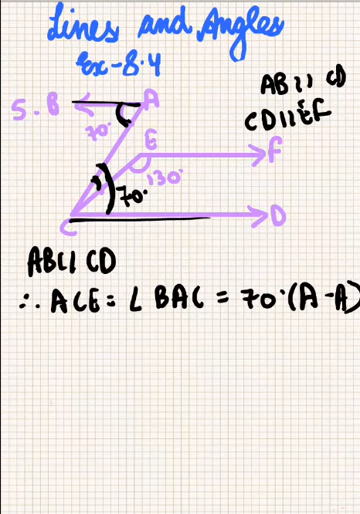 Lines and Angles
Ex-8.4
AB || CD
CD || EF
5. B A
70°
E F
130°
70°
C D
AB || CD
∴ ACE = ∠ BAC = 70° (A-A)